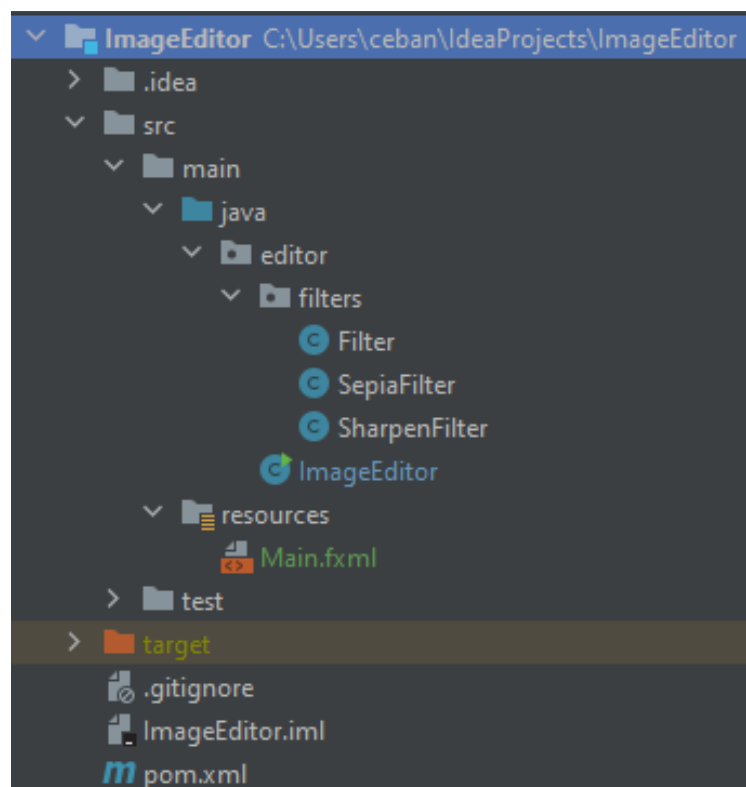 ImageEditor C:\Users\ceban\IdeaProjects\ImageEditor
.idea
src
main
java
editor
filters
Filter
SepiaFilter
SharpenFilter
ImageEditor
resources
Main.fxml
test
target
.gitignore
ImageEditor.iml
pom.xml